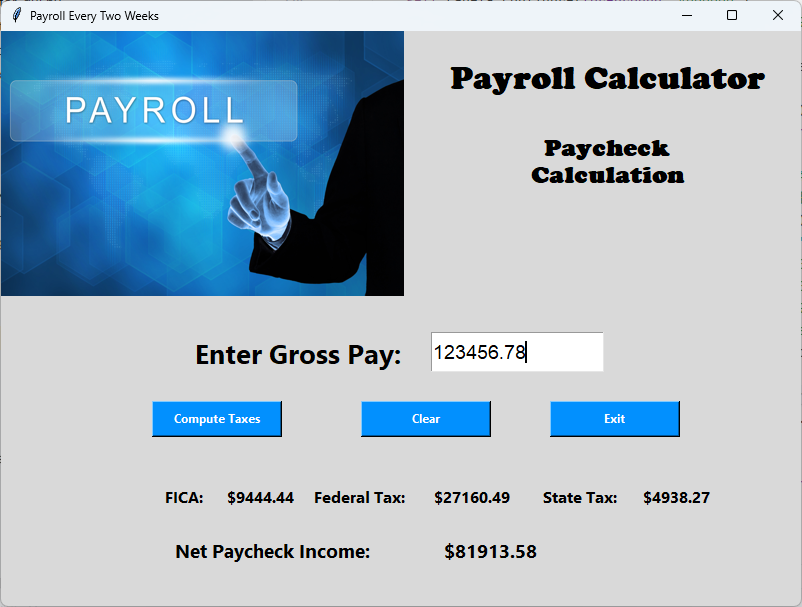 Payroll Every Two Weeks
PAYROLL
Payroll Calculator
Paycheck
Calculation
Enter Gross Pay: 123456.78
Compute Taxes Clear Exit
FICA: $9444.44 Federal Tax: $27160.49 State Tax: $4938.27
Net Paycheck Income: $81913.58